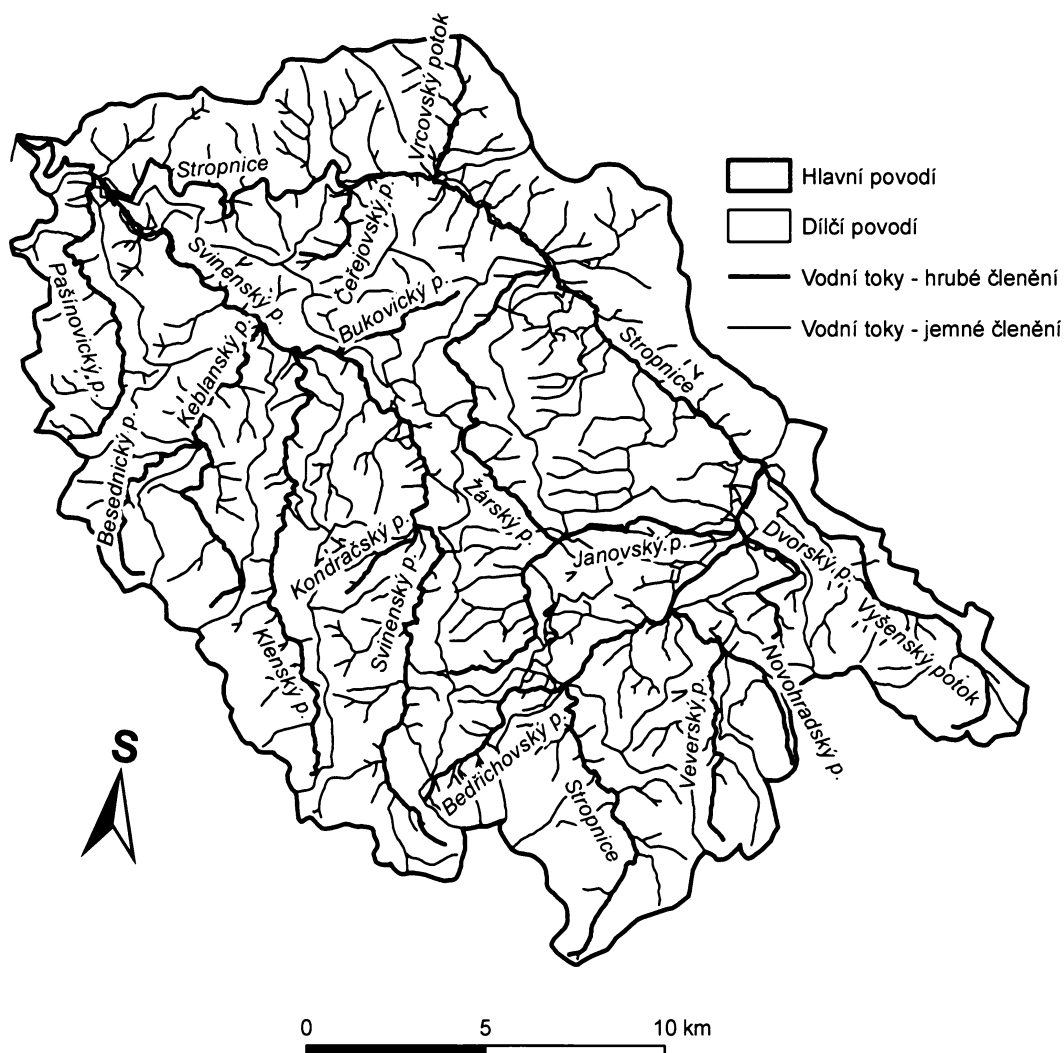 Vrcovský potok
Stropnice
Hlavní povodí
Dílčí povodí
Vodní toky - hrubé členění
Vodní toky - jemné členění
Čeřejovský p.
Svinenský p.
Pašínovický p.
Bukovický p.
Stropnice
Keblanský p.
Besednický p.
Žárský p.
Kondračský p.
Janovský p.
Dvorský p.
Vyšenský potok
Svinenský p.
Klenský p.
Novohradský p.
Veverský p.
Bedřichovský p.
Stropnice
S
0 5 10 km